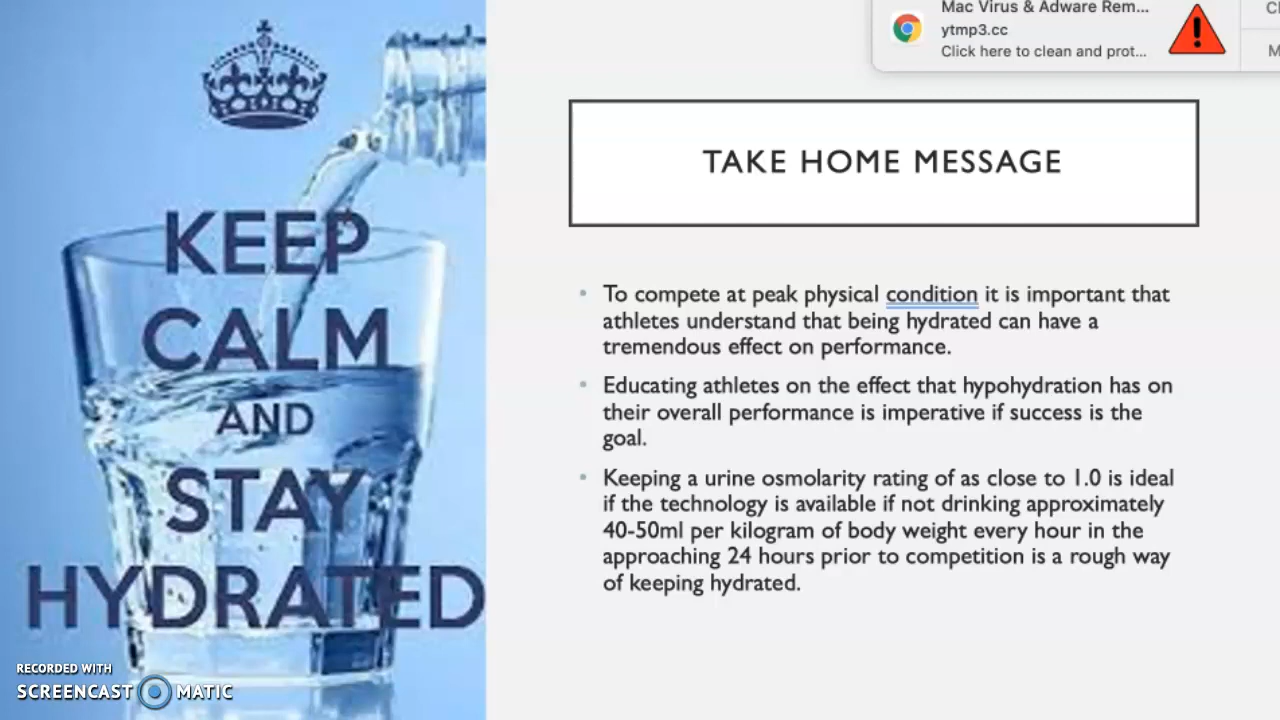 Mac Virus & Adware Rem...
ytmp3.cc
Click here to clean and prot...
KEEP
CALM
AND
STAY
HYDRATED
RECORDED WITH
SCREENCAST MATIC
TAKE HOME MESSAGE
• To compete at peak physical condition it is important that
athletes understand that being hydrated can have a
tremendous effect on performance.
• Educating athletes on the effect that hypohydration has on
their overall performance is imperative if success is the
goal.
• Keeping a urine osmolarity rating of as close to 1.0 is ideal
if the technology is available if not drinking approximately
40-50ml per kilogram of body weight every hour in the
approaching 24 hours prior to competition is a rough way
of keeping hydrated.